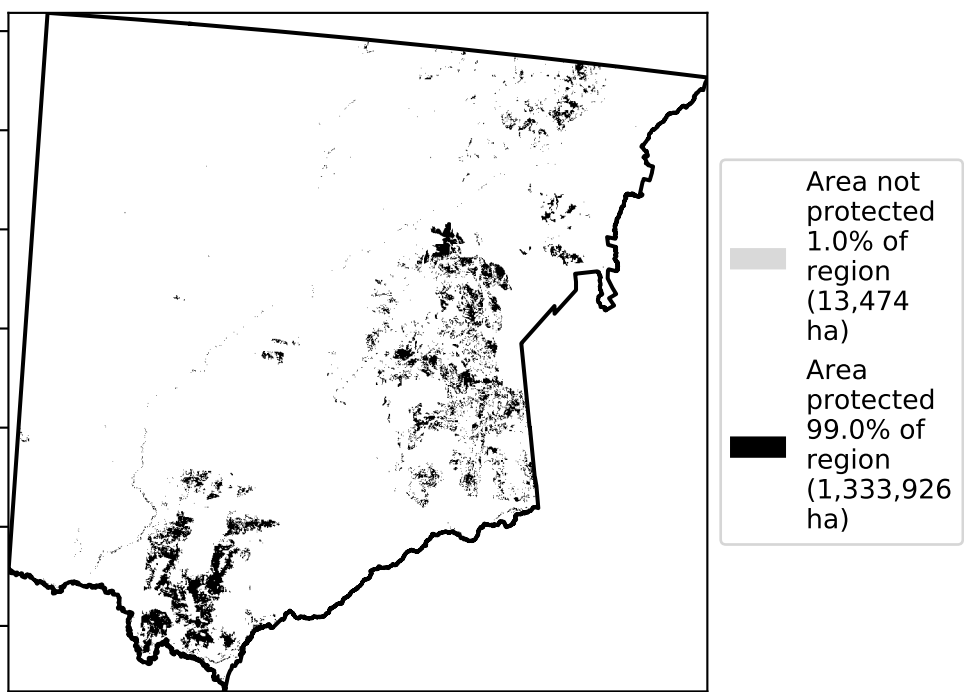 Area not
protected
1.0% of
region
(13,474
ha)
Area
protected
99.0% of
region
(1,333,926
ha)